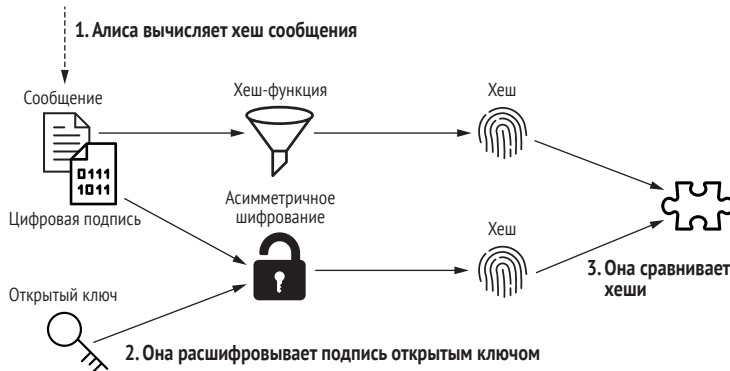 1. Алиса вычисляет хеш сообщения
Сообщение
Хеш-функция
Хеш
0111
1011
Цифровая подпись
Асимметричное
шифрование
Хеш
3. Она сравнивает
хеши
Открытый ключ
2. Она расшифровывает подпись открытым ключом